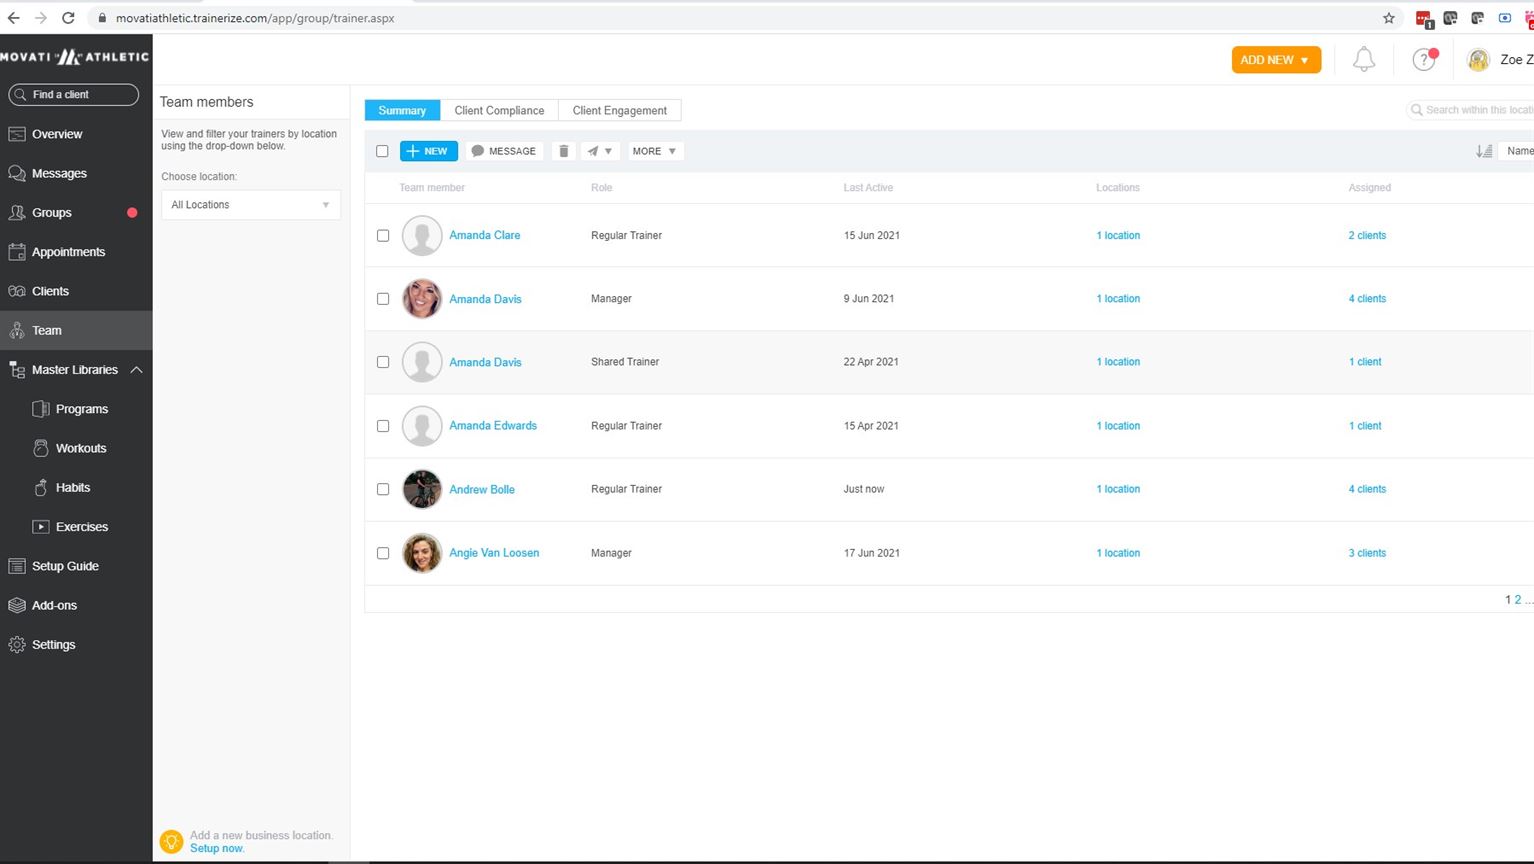 movatiathletic.trainerize.com/app/group/trainer.aspx
1
MOVATI ATHLETIC
ADD NEW
?
Zoe Z
Find a client
Overview
Messages
Groups
Appointments
Clients
Team
Master Libraries
Programs
Workouts
Habits
Exercises
Setup Guide
Add-ons
Settings
Team members
View and filter your trainers by location
using the drop-down below.
Choose location:
All Locations
Add a new business location.
Setup now.
Summary Client Compliance Client Engagement
Search within this locati
NEW MESSAGE MORE Name
Team member Role Last Active Locations Assigned
Amanda Clare Regular Trainer 15 Jun 2021 1 location 2 clients
Amanda Davis Manager 9 Jun 2021 1 location 4 clients
Amanda Davis Shared Trainer 22 Apr 2021 1 location 1 client
Amanda Edwards Regular Trainer 15 Apr 2021 1 location 1 client
Andrew Bolle Regular Trainer Just now 1 location 4 clients
Angie Van Loosen Manager 17 Jun 2021 1 location 3 clients
1 2 ...